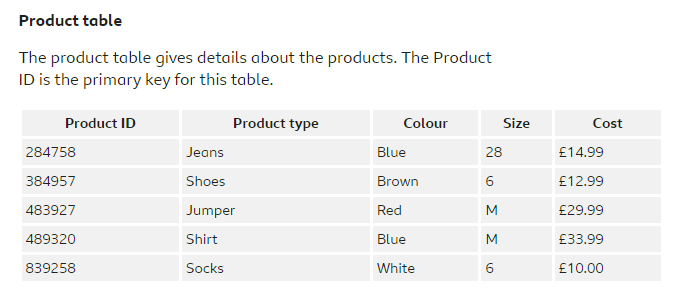 Product table
The product table gives details about the products. The Product
ID is the primary key for this table.
Product ID Product type Colour Size Cost
284758 Jeans Blue 28 £14.99
384957 Shoes Brown 6 £12.99
483927 Jumper Red M £29.99
489320 Shirt Blue M £33.99
839258 Socks White 6 £10.00